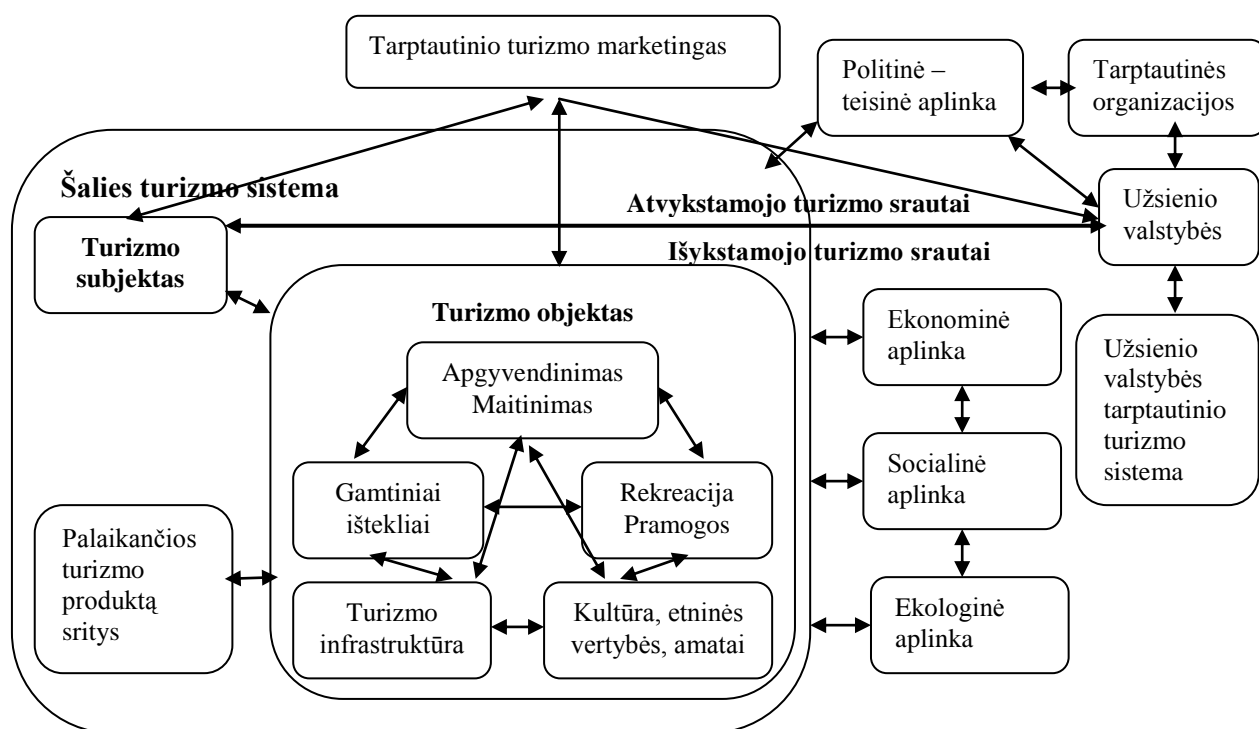 Tarptautinio turizmo marketingas
Politinė –
teisinė aplinka
Tarptautinės
organizacijos
Šalies turizmo sistema
Turizmo
subjektas
Atvykstamojo turizmo srautai
Išykstamojo turizmo srautai
Užsienio
valstybės
Turizmo objektas
Apgyvendinimas
Maitinimas
Gamtiniai
ištekliai
Rekreacija
Pramogos
Turizmo
infrastruktūra
Kultūra, etninės
vertybės, amatai
Palaikančios
turizmo
produktą
sritys
Ekonominė
aplinka
Socialinė
aplinka
Ekologinė
aplinka
Užsienio
valstybės
tarptautinio
turizmo
sistema